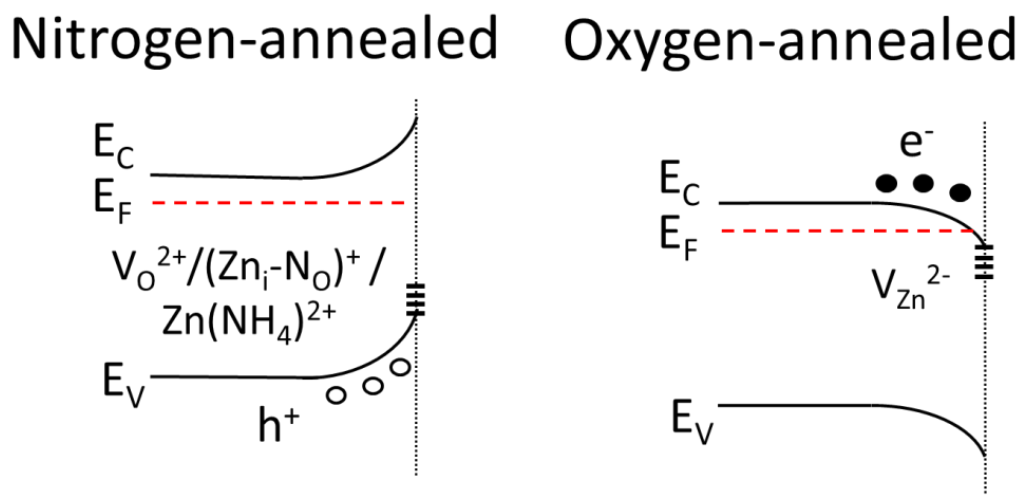 Nitrogen-annealed
E_C
E_F
V_O^2+/(Zn_i-N_O)^+ /
Zn(NH_4)^2+
E_V
h^+
Oxygen-annealed
e^-
E_C
E_F
V_Zn^2-
E_V